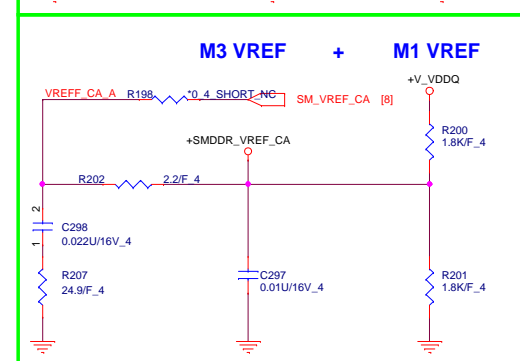 M3 VREF + M1 VREF
+V_VDDQ
VREFF_CA_A R198 *0_4_SHORT_NC SM_VREF_CA [8]
+SMDDR_VREF_CA
R200
1.8K/F_4
R202 2.2/F_4
2
C298
1
0.022U/16V_4
R207
24.9/F_4
C297
0.01U/16V_4
R201
1.8K/F_4